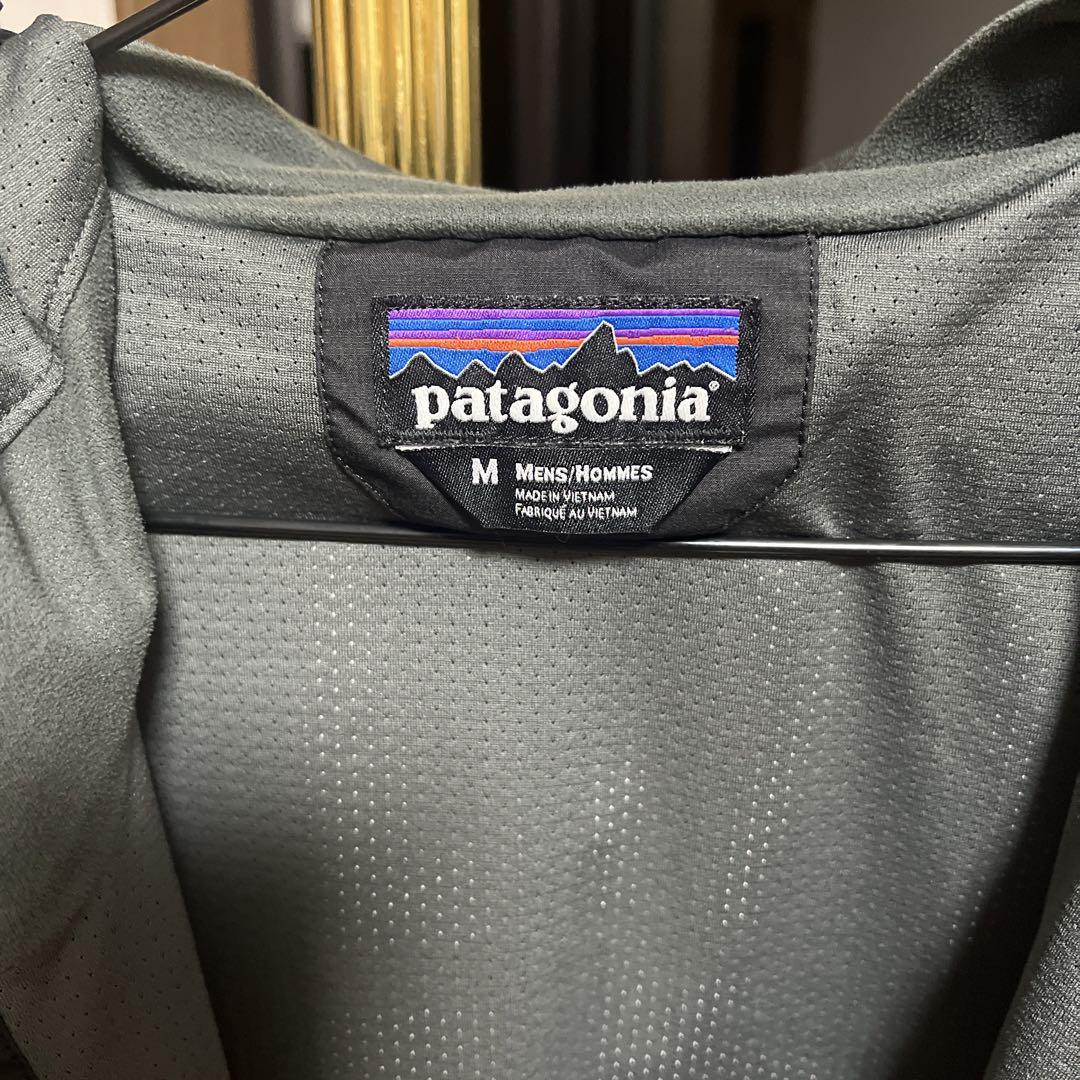 patagonia®
M MENS/HOMMES
MADE IN VIETNAM
FABRIQUÉ AU VIETNAM